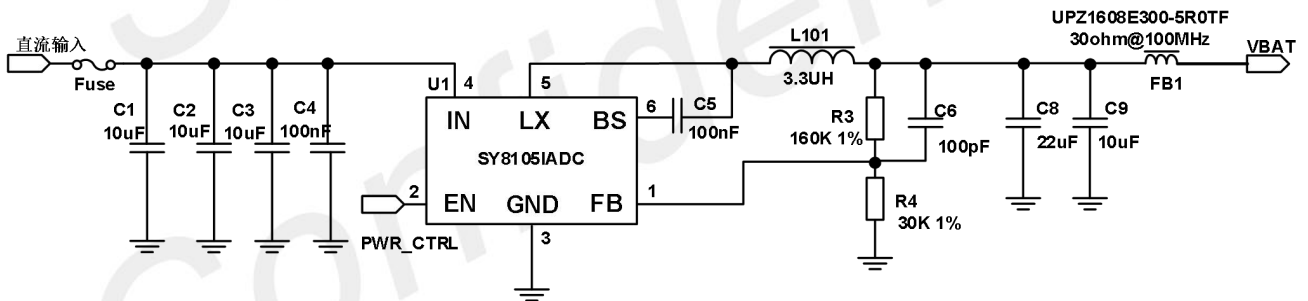 直流输入
Fuse
C1
10uF
C2
10uF
C3
10uF
C4
100nF
U1
4
5
6
IN
LX
BS
SY8105IADC
2
EN
GND
FB
1
3
PWR_CTRL
C5
100nF
L101
3.3UH
R3
160K 1%
C6
100pF
R4
30K 1%
C8
22uF
C9
10uF
UPZ1608E300-5R0TF
30ohm@100MHz
FB1
VBAT